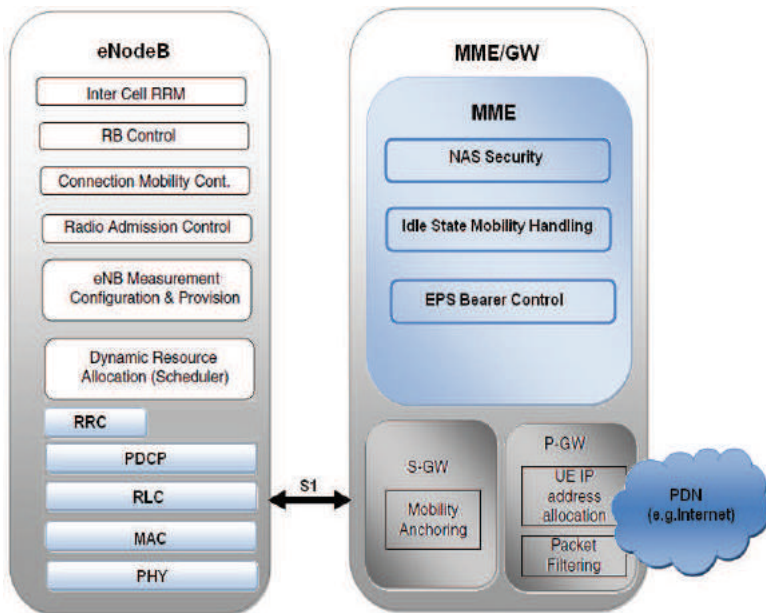 eNodeB
Inter Cell RRM
RB Control
Connection Mobility Cont.
Radio Admission Control
eNB Measurement
Configuration & Provision
Dynamic Resource
Allocation (Scheduler)
RRC
PDCP
RLC
MAC
PHY
S1
MME/GW
MME
NAS Security
Idle State Mobility Handling
EPS Bearer Control
S-GW
Mobility
Anchoring
P-GW
UE IP
address
allocation
Packet
Filtering
PDN
(e.g.Internet)